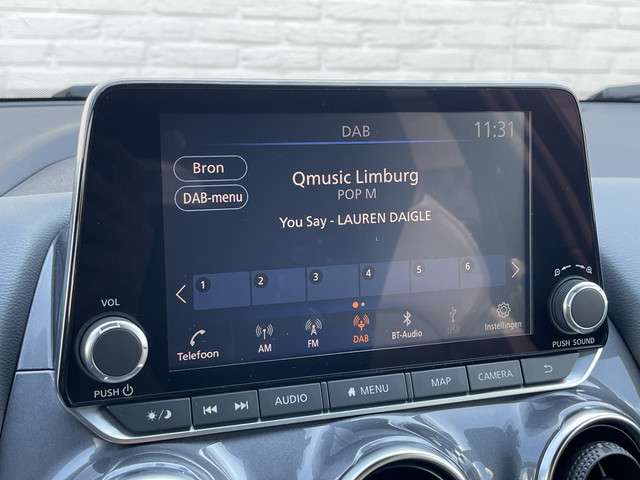 DAB
11:31
Bron
DAB-menu
Qmusic Limburg
POP M
You Say - LAUREN DAIGLE
1 2 3 4 5 6
Telefoon
AM
FM
DAB
BT-Audio
USB
Instellingen
VOL
PUSH
PUSH SOUND
AUDIO
MENU
MAP
CAMERA